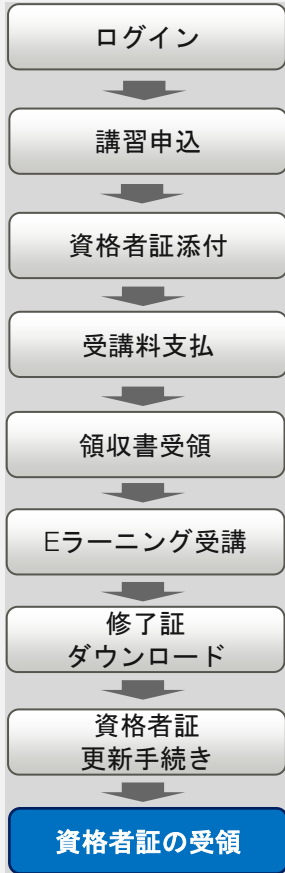 ログイン
講習申込
資格者証添付
受講料支払
領収書受領
Eラーニング受講
修了証
ダウンロード
資格者証
更新手続き
資格者証の受領